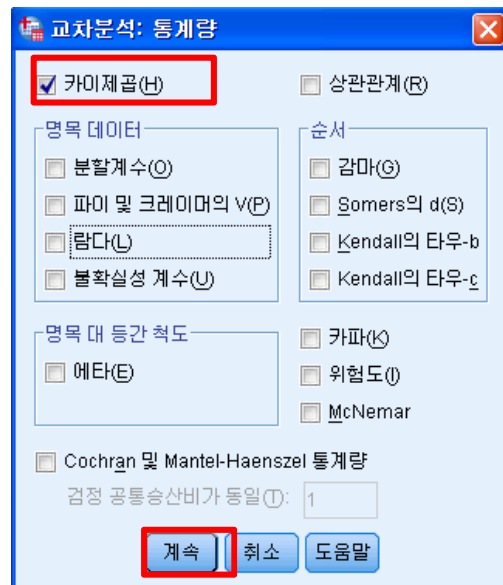 교차분석: 통계량
카이제곱(H)
상관관계(R)
명목 데이터
분할계수(O)
파이 및 크레이머의 V(P)
람다(L)
불확실성 계수(U)
순서
감마(G)
Somers의 d(S)
Kendall의 타우-b
Kendall의 타우-c
명목 대 등간 척도
에타(E)
카파(K)
위험도(I)
McNemar
Cochran 및 Mantel-Haenszel 통계량
검정 공통승산비가 동일(T): 1
계속 취소 도움말